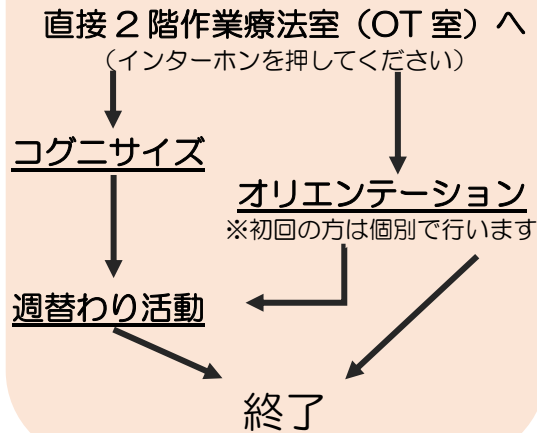 直接2階作業療法室（OT 室）へ
（インターホンを押してください）
コグニサイズ
オリエンテーション
※初回の方は個別で行います
週替わり活動
終了